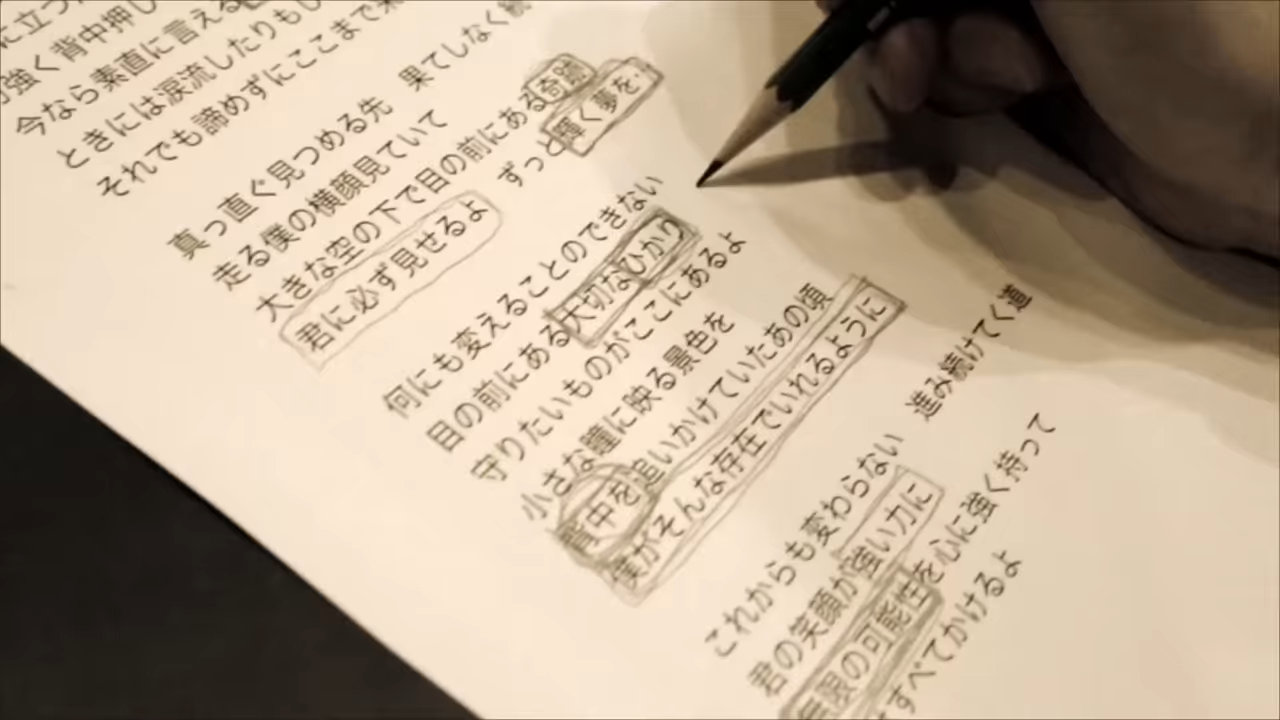 に立つ
強く背中押し
今なら素直に言える
ときには涙流したりもし
それでも諦めずにここまで来
真っ直ぐ見つめる先 果てしなく続
走る僕の横顔見ていて
大きな空の下で目の前にある奇跡
君に必ず見せるよ ずっと輝く夢を
何にも変えることのできない
目の前にある大切なひかり
守りたいものがここにあるよ
小さな瞳に映る景色を
背中を追いかけていたあの頃
僕がそんな存在でいれるように
これからも変わらない 進み続けてく道
君の笑顔が強い力に
無限の可能性を心に強く持って
すべてかけるよ